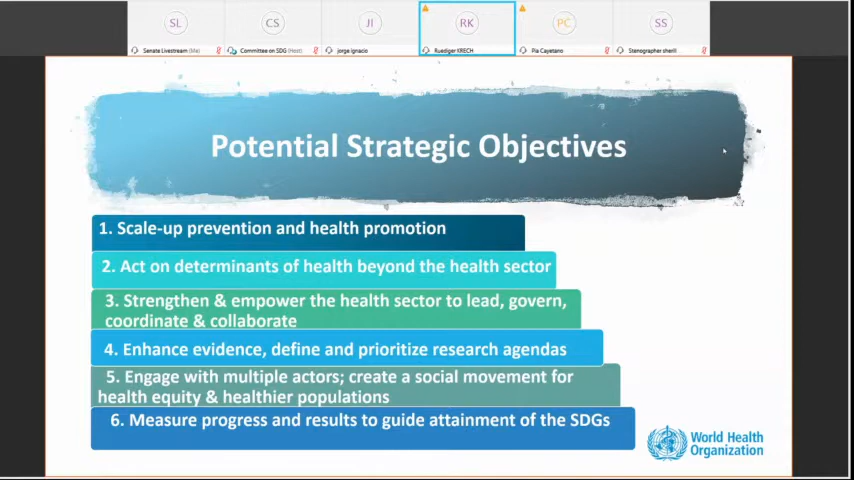 SL
CS
JI
RK
PC
SS
Senate Livestream (Me)
Committee on SDG (Host)
jorge ignacio
Ruediger KRECH
Pia Cayetano
Stenographer sherill
Potential Strategic Objectives
1. Scale-up prevention and health promotion
2. Act on determinants of health beyond the health sector
3. Strengthen & empower the health sector to lead, govern,
coordinate & collaborate
4. Enhance evidence, define and prioritize research agendas
5. Engage with multiple actors; create a social movement for
health equity & healthier populations
6. Measure progress and results to guide attainment of the SDGs
World Health
Organization